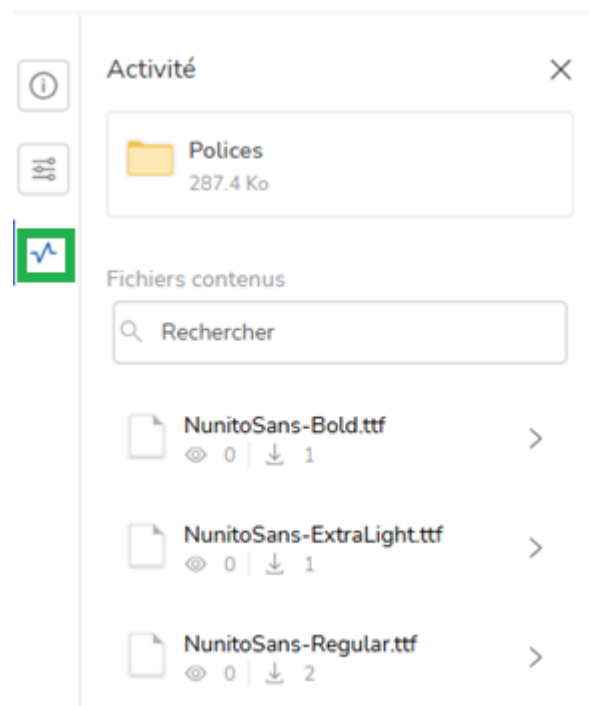 Activité
Polices
287.4 Ko
Fichiers contenus
Rechercher
NunitoSans-Bold.ttf
0 1
NunitoSans-ExtraLight.ttf
0 1
NunitoSans-Regular.ttf
0 2